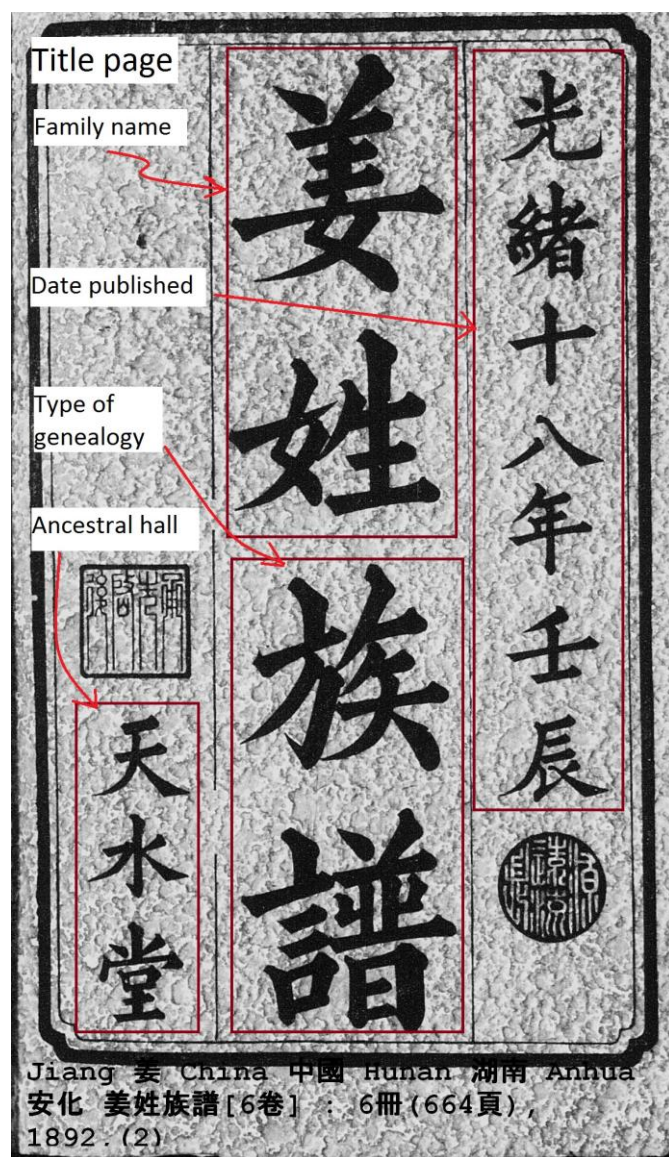 Title page
Family name
Date published
Type of
genealogy
Ancestral hall
光緒十八年壬辰
姜姓族譜
天水堂
Jiang 姜 China 中國 Hunan 湖南 Anhua
安化 姜姓族譜[6卷] : 6冊(664頁),
1892.(2)